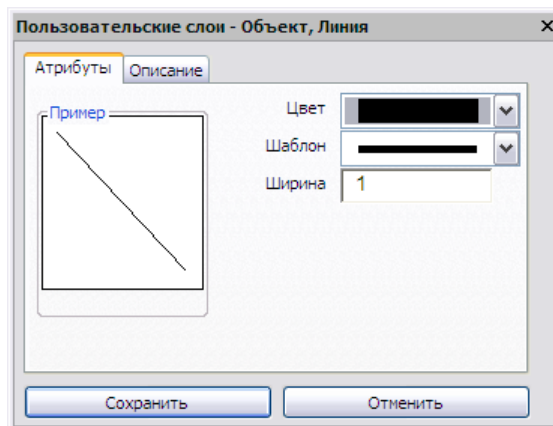 Пользовательские слои - Объект, Линия
Атрибуты Описание
Пример
Цвет
Шаблон
Ширина 1
Сохранить Отменить